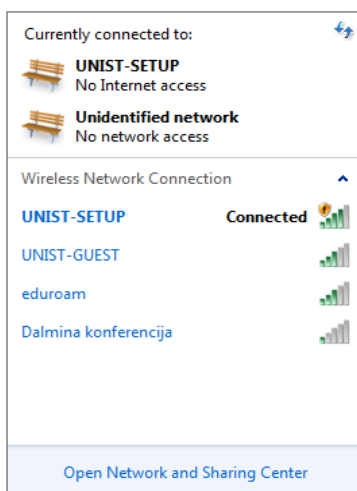 Currently connected to:
UNIST-SETUP
No Internet access
Unidentified network
No network access
Wireless Network Connection
UNIST-SETUP Connected
UNIST-GUEST
eduroam
Dalmina konferencija
Open Network and Sharing Center